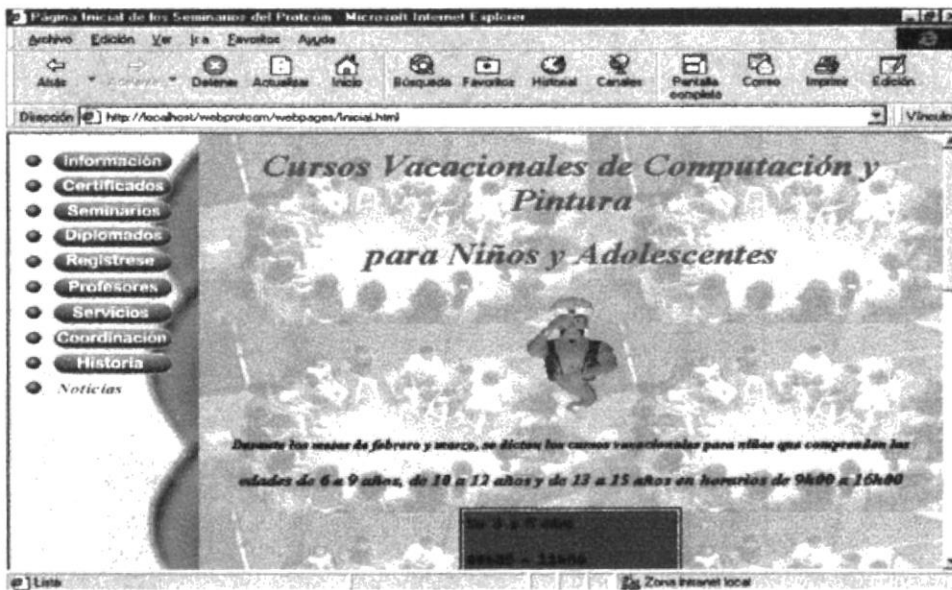 Página Inicial de los Seminarios del Protcom - Microsoft Internet Explorer
Archivo Edición Ver Ir a Favoritos Ayuda
Atrás Detener Actualizar Inicio Búsqueda Favoritos Historial Canales Pantalla completa Correo Imprimir Edición
Dirección http://localhost/webprotcom/webpages/Inicial.html Vínculo
Información
Certificados
Seminarios
Diplomados
Regístrese
Profesores
Servicios
Coordinación
Historia
Noticias
Cursos Vacacionales de Computación y
Pintura
para Niños y Adolescentes
Durante los meses de febrero y marzo, se dictan los cursos vacacionales para niños que comprendan las
edades de 6 a 9 años, de 10 a 12 años y de 13 a 15 años en horarios de 9h00 a 16h00
Listo Zona Intranet local